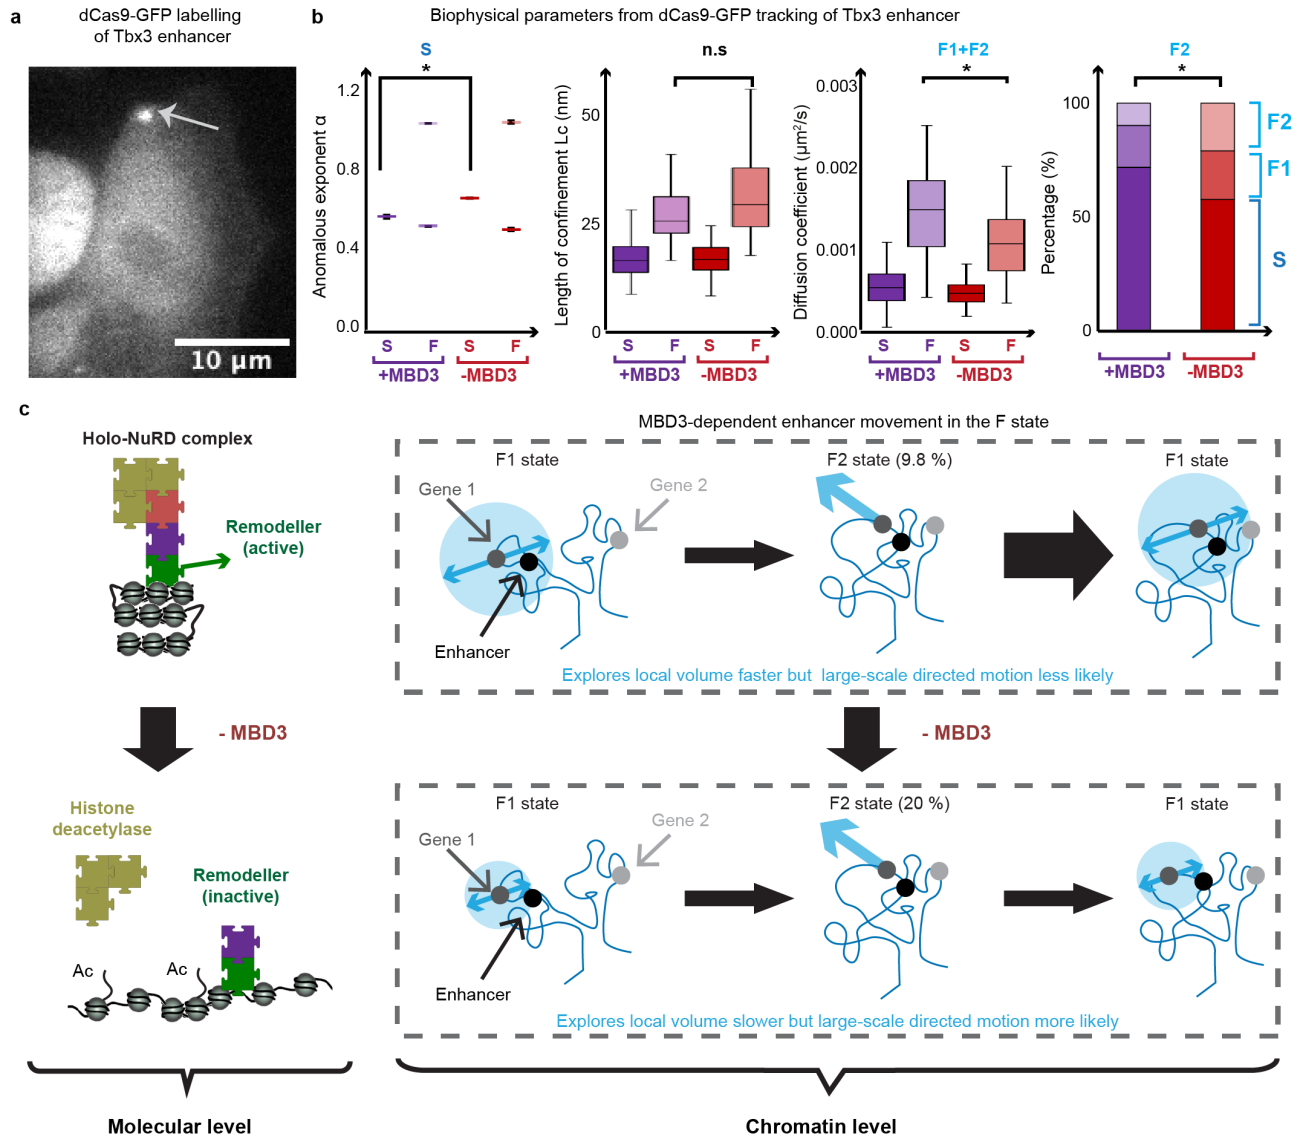 a
dCas9-GFP labelling
of Tbx3 enhancer
10 µm
b
Biophysical parameters from dCas9-GFP tracking of Tbx3 enhancer
S
*
Anomalous exponent α
1.2
0.8
0.4
0.0
S F S F
+MBD3 -MBD3
n.s
Length of confinement Lc (nm)
50
25
0
S F S F
+MBD3 -MBD3
F1+F2
*
Diffusion coefficient (µm²/s)
0.003
0.002
0.001
0.000
S F S F
+MBD3 -MBD3
F2
*
Percentage (%)
100
50
0
F2
F1
S
+MBD3 -MBD3
c
Holo-NuRD complex
Remodeller
(active)
- MBD3
Histone
deacetylase
Remodeller
(inactive)
Ac
Ac
Molecular level
MBD3-dependent enhancer movement in the F state
F1 state
F2 state (9.8 %)
F1 state
Gene 1
Gene 2
Enhancer
Explores local volume faster but large-scale directed motion less likely
- MBD3
F1 state
F2 state (20 %)
F1 state
Gene 1
Gene 2
Enhancer
Explores local volume slower but large-scale directed motion more likely
Chromatin level